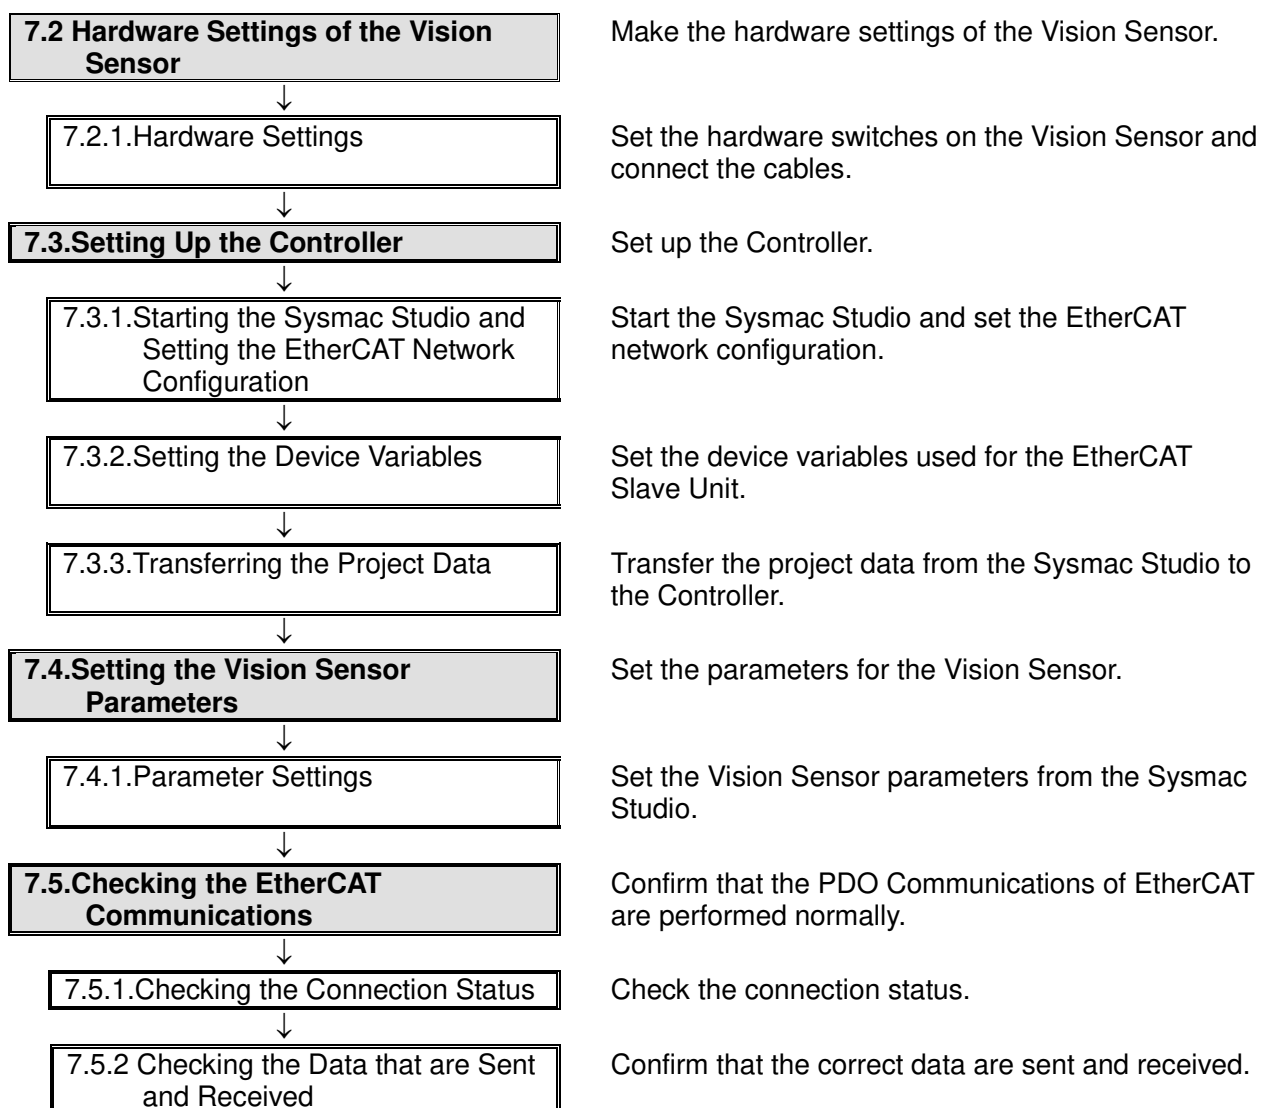 7.2 Hardware Settings of the Vision
Sensor
Make the hardware settings of the Vision Sensor.
↓
7.2.1.Hardware Settings
Set the hardware switches on the Vision Sensor and
connect the cables.
↓
7.3.Setting Up the Controller
Set up the Controller.
↓
7.3.1.Starting the Sysmac Studio and
Setting the EtherCAT Network
Configuration
Start the Sysmac Studio and set the EtherCAT
network configuration.
↓
7.3.2.Setting the Device Variables
Set the device variables used for the EtherCAT
Slave Unit.
↓
7.3.3.Transferring the Project Data
Transfer the project data from the Sysmac Studio to
the Controller.
↓
7.4.Setting the Vision Sensor
Parameters
Set the parameters for the Vision Sensor.
↓
7.4.1.Parameter Settings
Set the Vision Sensor parameters from the Sysmac
Studio.
↓
7.5.Checking the EtherCAT
Communications
Confirm that the PDO Communications of EtherCAT
are performed normally.
↓
7.5.1.Checking the Connection Status
Check the connection status.
↓
7.5.2 Checking the Data that are Sent
and Received
Confirm that the correct data are sent and received.